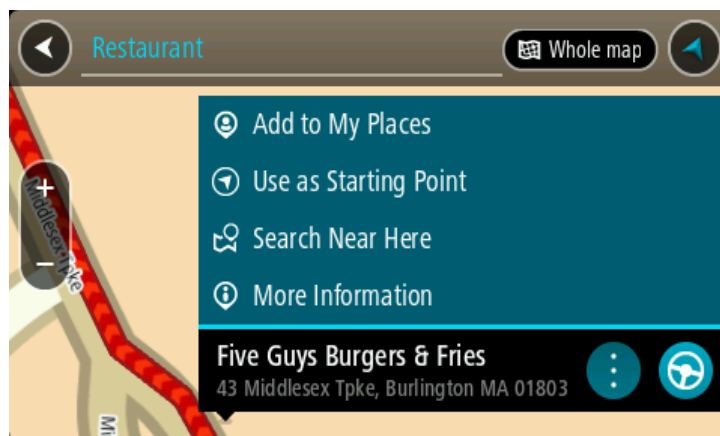 Restaurant
Whole map
Add to My Places
Use as Starting Point
Search Near Here
More Information
Five Guys Burgers & Fries
43 Middlesex Tpke, Burlington MA 01803
+
Middlesex Tpke
−
Mi